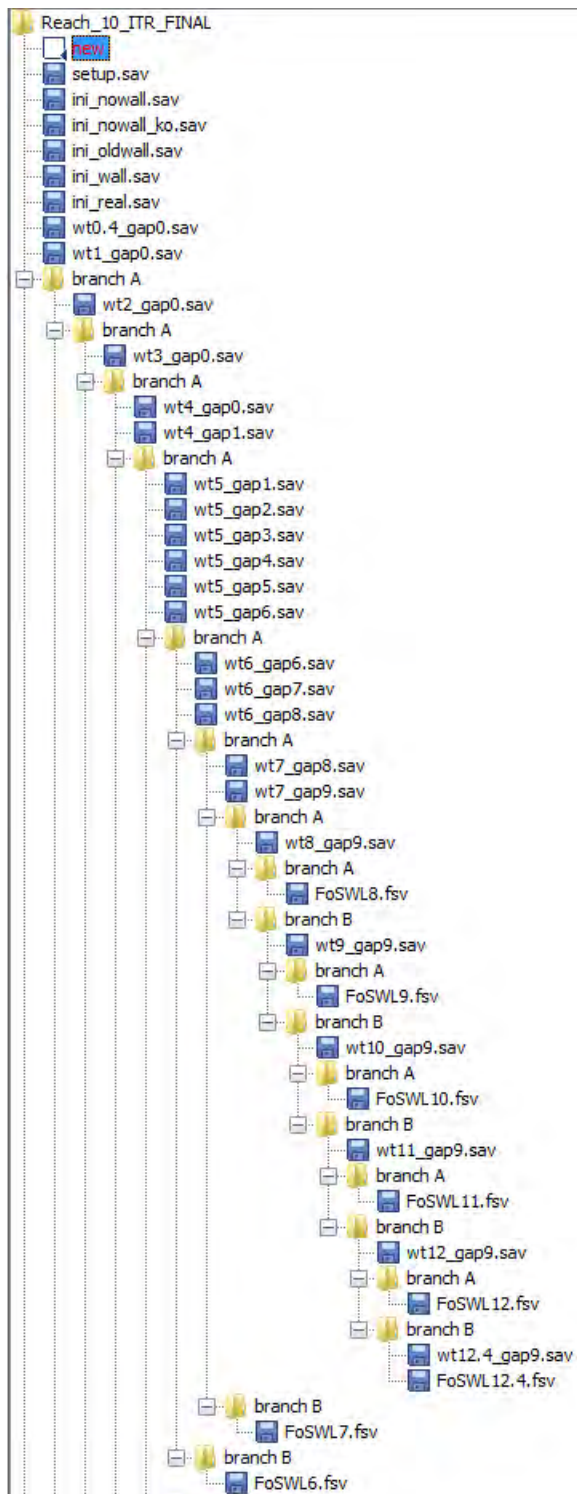 Reach_10_ITR_FINAL
new
setup.sav
ini_nowall.sav
ini_nowall_ko.sav
ini_oldwall.sav
ini_wall.sav
ini_real.sav
wt0.4_gap0.sav
wt1_gap0.sav
branch A
wt2_gap0.sav
branch A
wt3_gap0.sav
branch A
wt4_gap0.sav
wt4_gap1.sav
branch A
wt5_gap1.sav
wt5_gap2.sav
wt5_gap3.sav
wt5_gap4.sav
wt5_gap5.sav
wt5_gap6.sav
branch A
wt6_gap6.sav
wt6_gap7.sav
wt6_gap8.sav
branch A
wt7_gap8.sav
wt7_gap9.sav
branch A
wt8_gap9.sav
branch A
FoSWL8.fsv
branch B
wt9_gap9.sav
branch A
FoSWL9.fsv
branch B
wt10_gap9.sav
branch A
FoSWL10.fsv
branch B
wt11_gap9.sav
branch A
FoSWL11.fsv
branch B
wt12_gap9.sav
branch A
FoSWL12.fsv
branch B
wt12.4_gap9.sav
FoSWL12.4.fsv
branch B
FoSWL7.fsv
branch B
FoSWL6.fsv